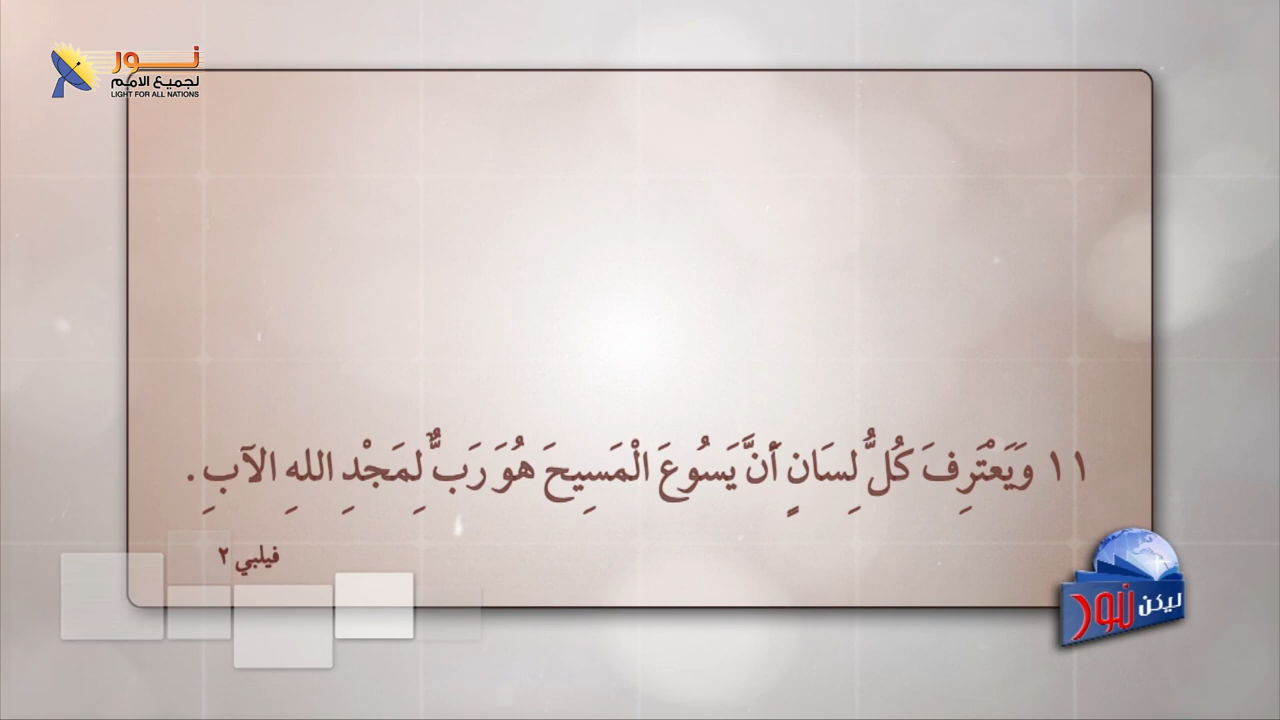 نور
لجميع الامم
LIGHT FOR ALL NATIONS
١١ وَيَعْتَرِفَ كُلُّ لِسَانٍ أَنَّ يَسُوعَ الْمَسِيحَ هُوَ رَبٌّ لِمَجْدِ اللهِ الآبِ .
فيلبي ٢
ليكن نور